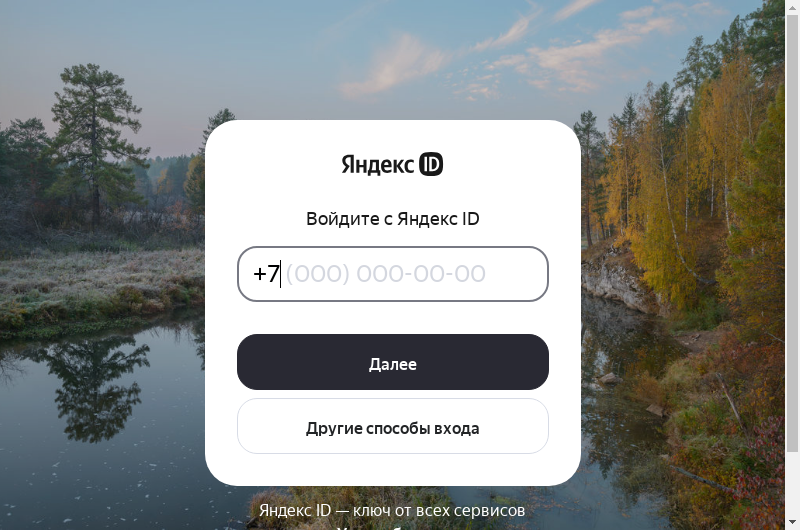 Яндекс ID
Войдите с Яндекс ID
+7 (000) 000-00-00
Далее
Другие способы входа
Яндекс ID — ключ от всех сервисов